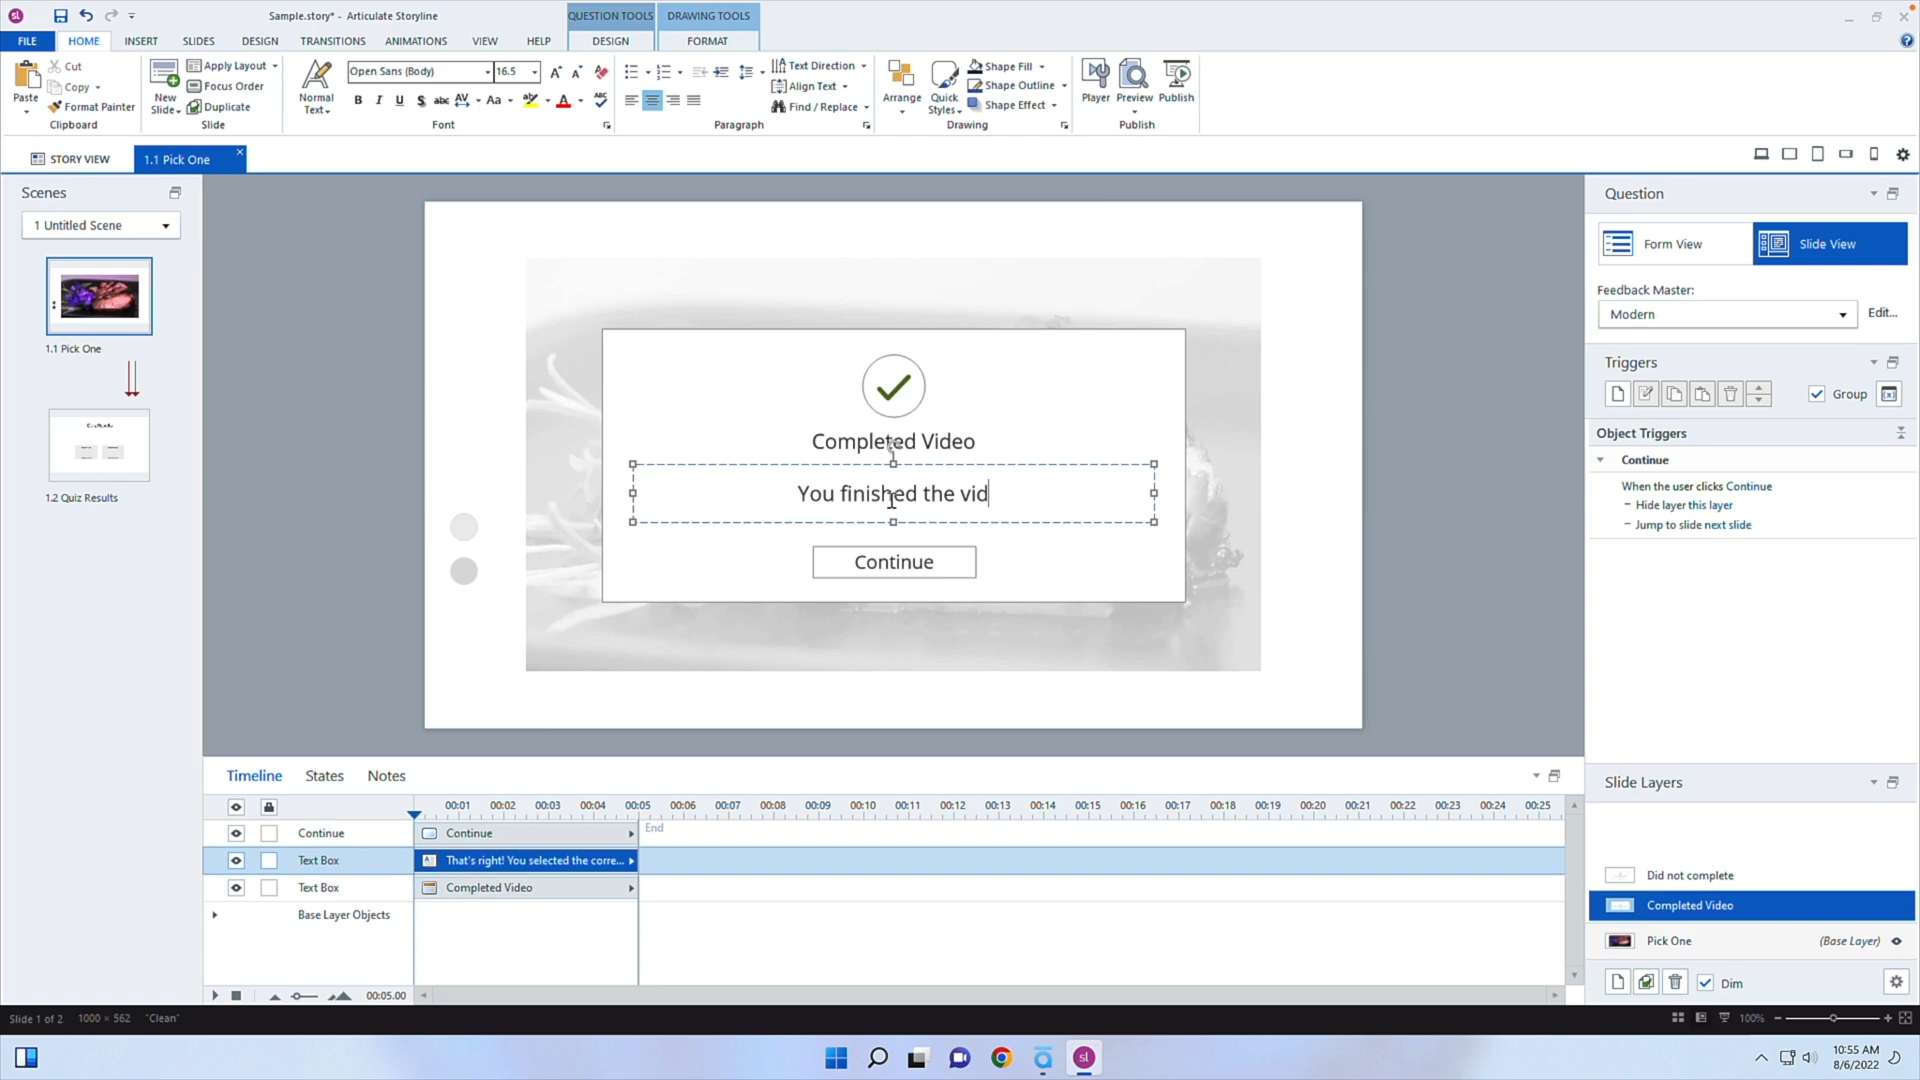 Sample.story* - Articulate Storyline
QUESTION TOOLS
DRAWING TOOLS
FILE HOME INSERT SLIDES DESIGN TRANSITIONS ANIMATIONS VIEW HELP DESIGN FORMAT
Paste
Cut
Copy
Format Painter
Clipboard
New Slide
Apply Layout
Focus Order
Duplicate
Slide
Normal Text
Open Sans (Body) 16.5
B I U S abc AV Aa
Font
Text Direction
Align Text
Find / Replace
Paragraph
Arrange
Quick Styles
Shape Fill
Shape Outline
Shape Effect
Drawing
Player
Preview
Publish
Publish
STORY VIEW
1.1 Pick One
Scenes
1 Untitled Scene
1.1 Pick One
1.2 Quiz Results
Completed Video
You finished the vid
Continue
Question
Form View
Slide View
Feedback Master:
Modern
Edit...
Triggers
Group
Object Triggers
Continue
When the user clicks Continue
– Hide layer this layer
– Jump to slide next slide
Timeline States Notes
00:01 00:02 00:03 00:04 00:05 00:06 00:07 00:08 00:09 00:10 00:11 00:12 00:13 00:14 00:15 00:16 00:17 00:18 00:19 00:20 00:21 00:22 00:23 00:24 00:25
Continue Continue End
Text Box That's right! You selected the corre...
Text Box Completed Video
Base Layer Objects
00:05.00
Slide Layers
Did not complete
Completed Video
Pick One (Base Layer)
Dim
Slide 1 of 2 1000 × 562 "Clean"
100%
10:55 AM
8/6/2022